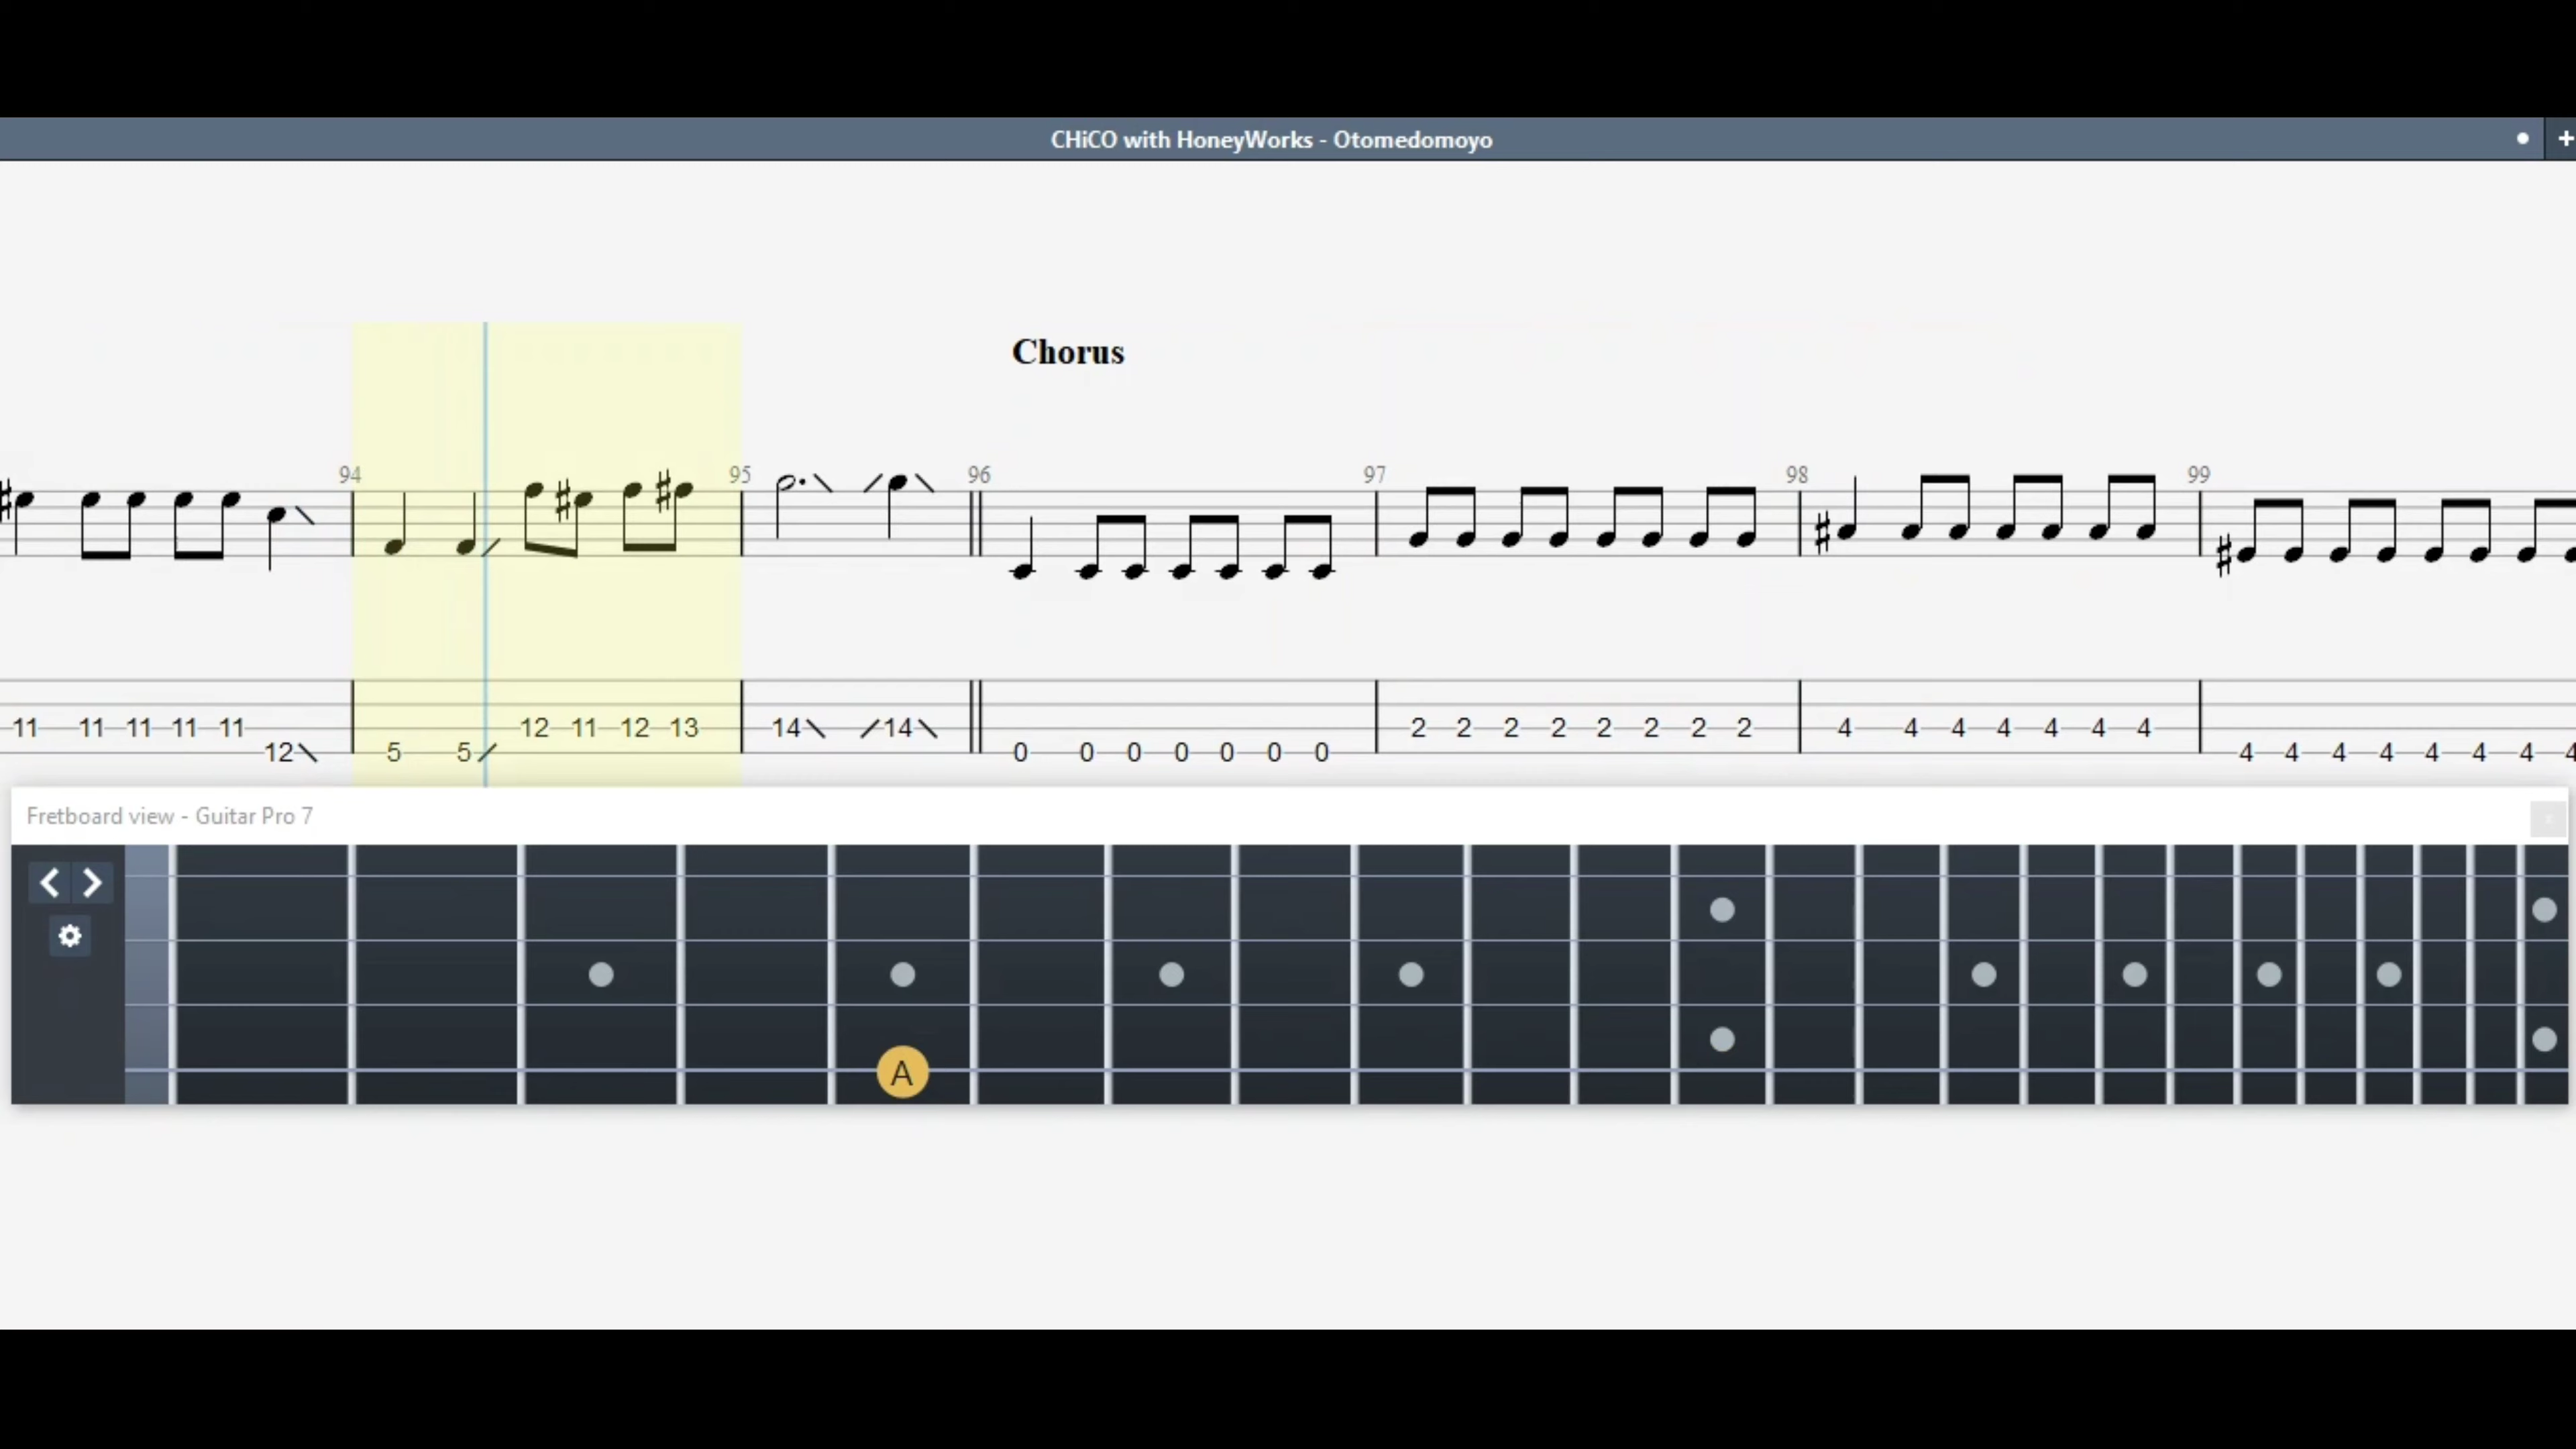 CHiCO with HoneyWorks - Otomedomoyo
Chorus
94 95 96 97 98 99
11 11 11 11 11 12 5 5 12 11 12 13 14 14 0 0 0 0 0 0 0 2 2 2 2 2 2 2 2 4 4 4 4 4 4 4 4 4 4 4 4 4 4 4
Fretboard view - Guitar Pro 7
A